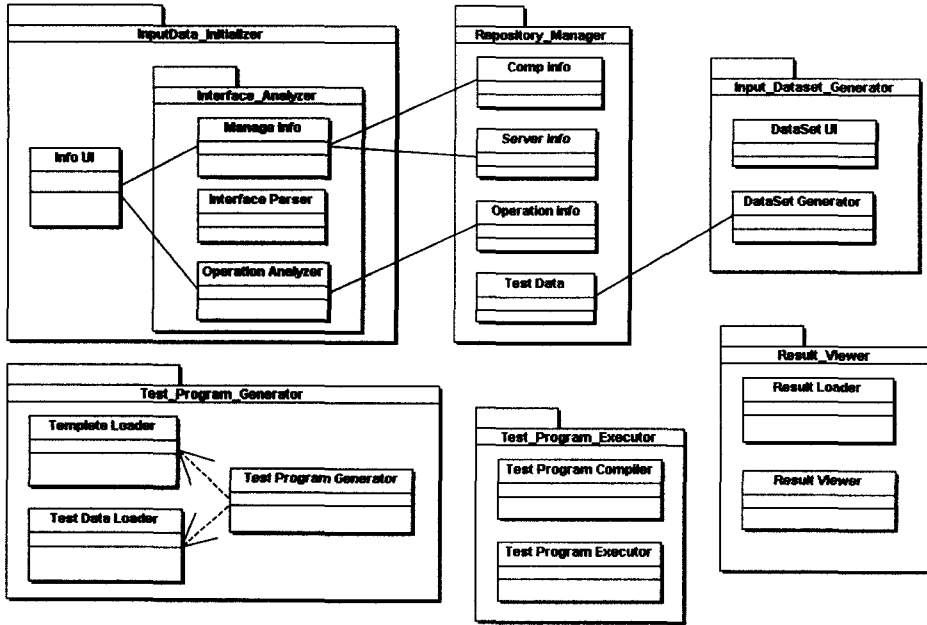 InputData_Initializer
Interface_Analyzer
Manage Info
Info UI
Interface Parser
Operation Analyzer
Repository_Manager
Comp Info
Server Info
Operation info
Test Data
Input_Dataset_Generator
DataSet UI
DataSet Generator
Test_Program_Generator
Template Loader
Test Program Generator
Test Data Loader
Test_Program_Executor
Test Program Compiler
Test Program Executor
Result_Viewer
Result Loader
Result Viewer